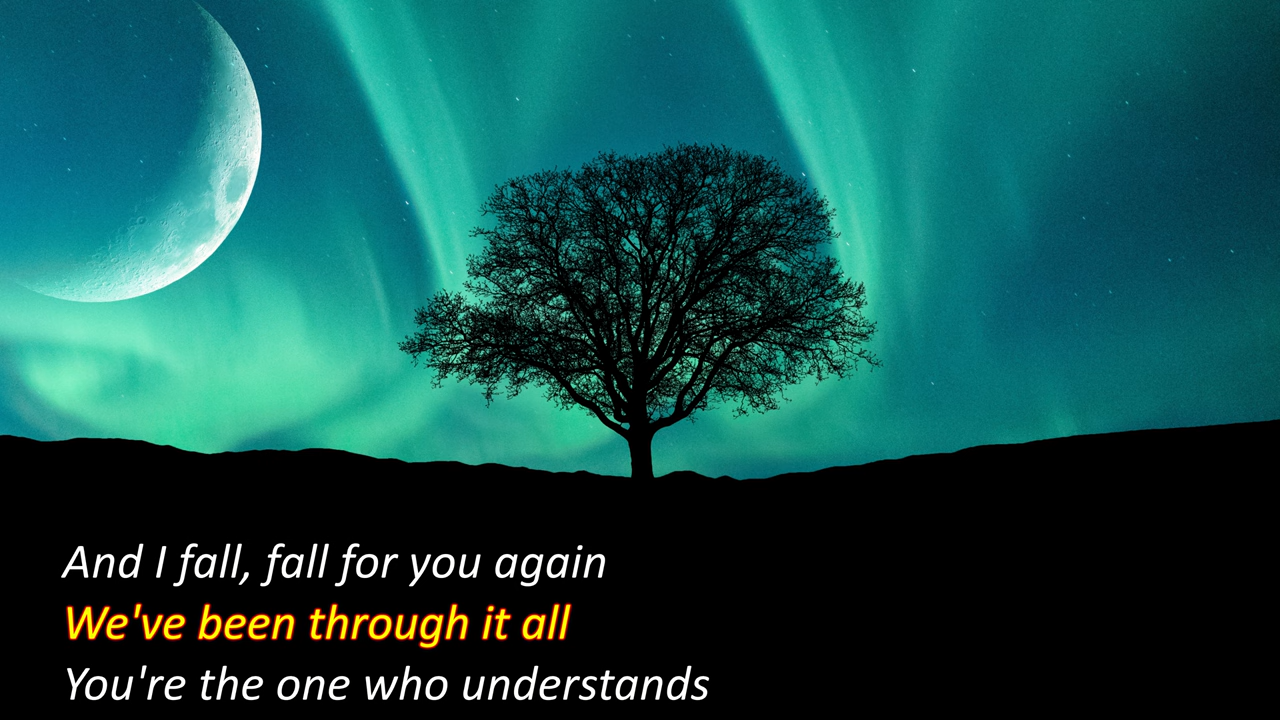 And I fall, fall for you again
We've been through it all
You're the one who understands